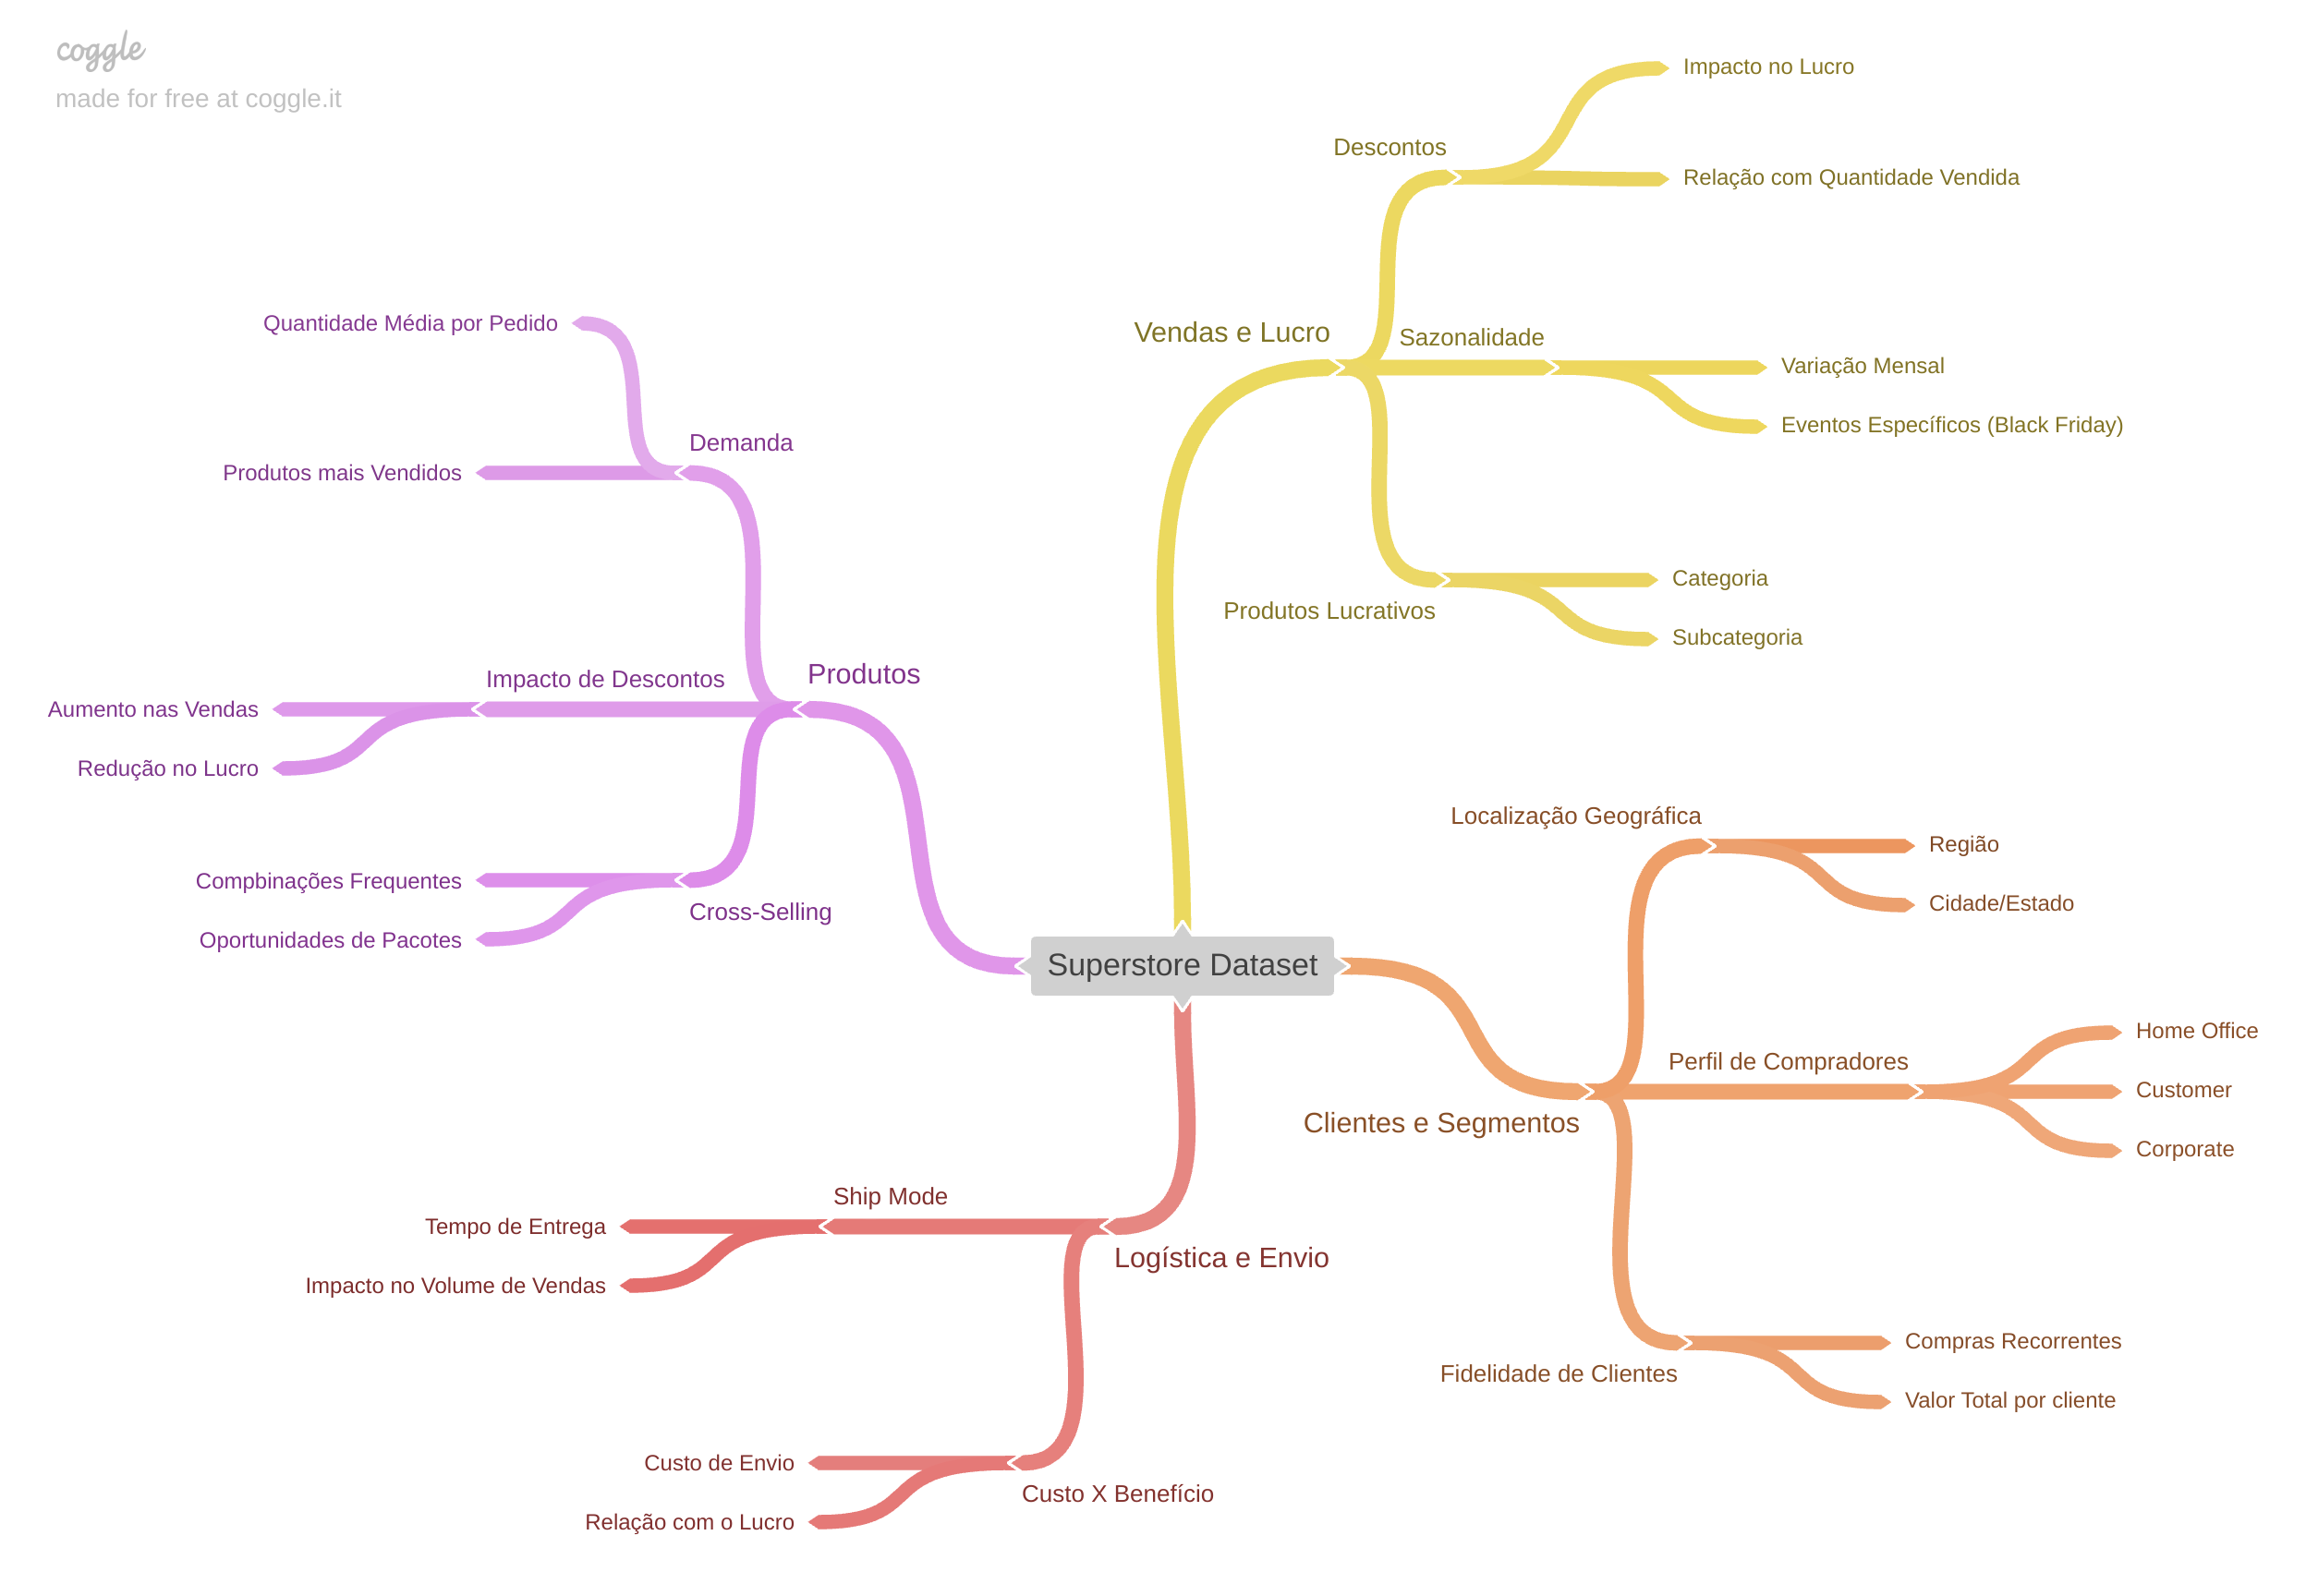 coggle
made for free at coggle.it
Impacto no Lucro
Descontos
Relação com Quantidade Vendida
Vendas e Lucro
Sazonalidade
Variação Mensal
Eventos Específicos (Black Friday)
Produtos Lucrativos
Categoria
Subcategoria
Quantidade Média por Pedido
Demanda
Produtos mais Vendidos
Produtos
Impacto de Descontos
Aumento nas Vendas
Redução no Lucro
Compbinações Frequentes
Cross-Selling
Oportunidades de Pacotes
Superstore Dataset
Localização Geográfica
Região
Cidade/Estado
Clientes e Segmentos
Perfil de Compradores
Home Office
Customer
Corporate
Fidelidade de Clientes
Compras Recorrentes
Valor Total por cliente
Logística e Envio
Ship Mode
Tempo de Entrega
Impacto no Volume de Vendas
Custo de Envio
Custo X Benefício
Relação com o Lucro